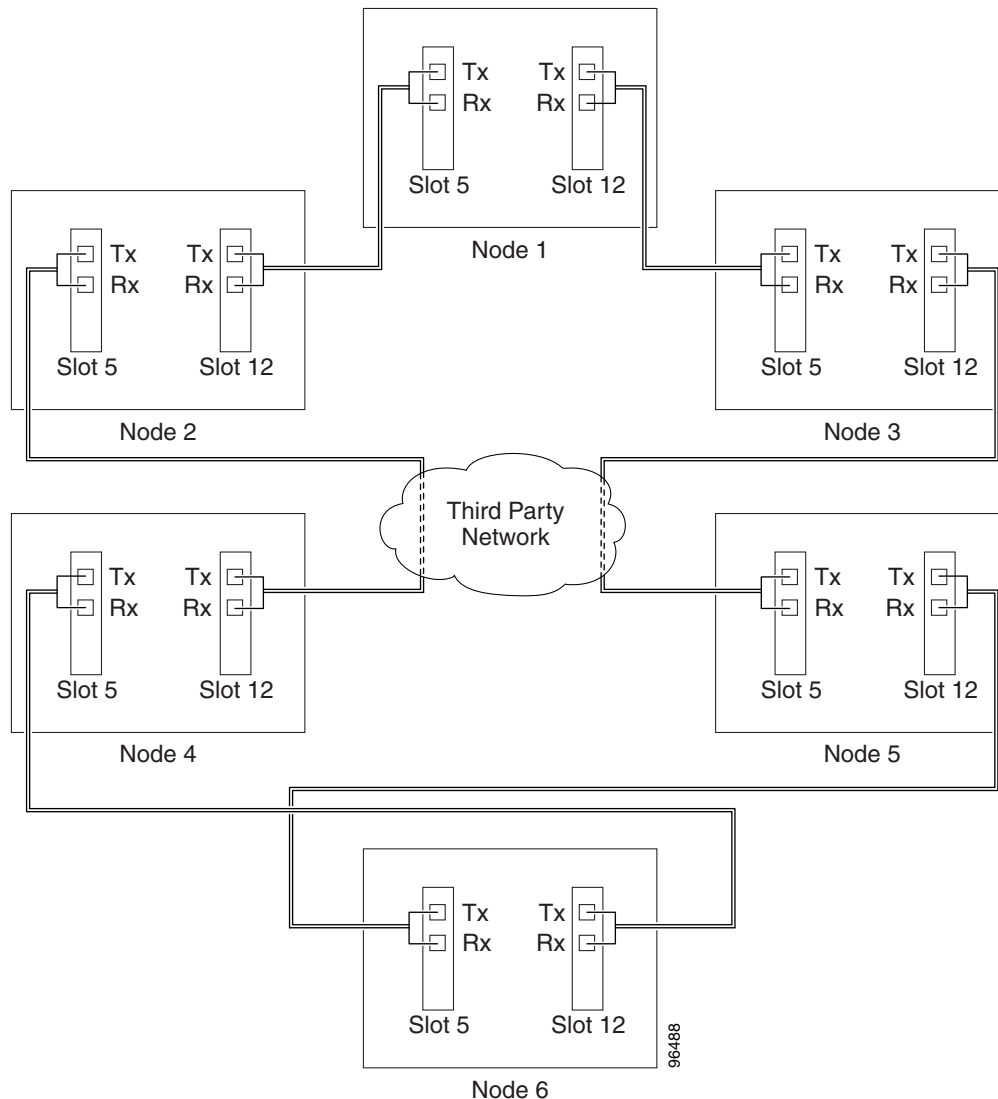 Tx Tx
Rx Rx
Slot 5 Slot 12
Node 1
Tx Tx
Rx Rx
Slot 5 Slot 12
Node 2
Tx Tx
Rx Rx
Slot 5 Slot 12
Node 3
Third Party
Network
Tx Tx
Rx Rx
Slot 5 Slot 12
Node 4
Tx Tx
Rx Rx
Slot 5 Slot 12
Node 5
Tx Tx
Rx Rx
Slot 5 Slot 12
Node 6
96488